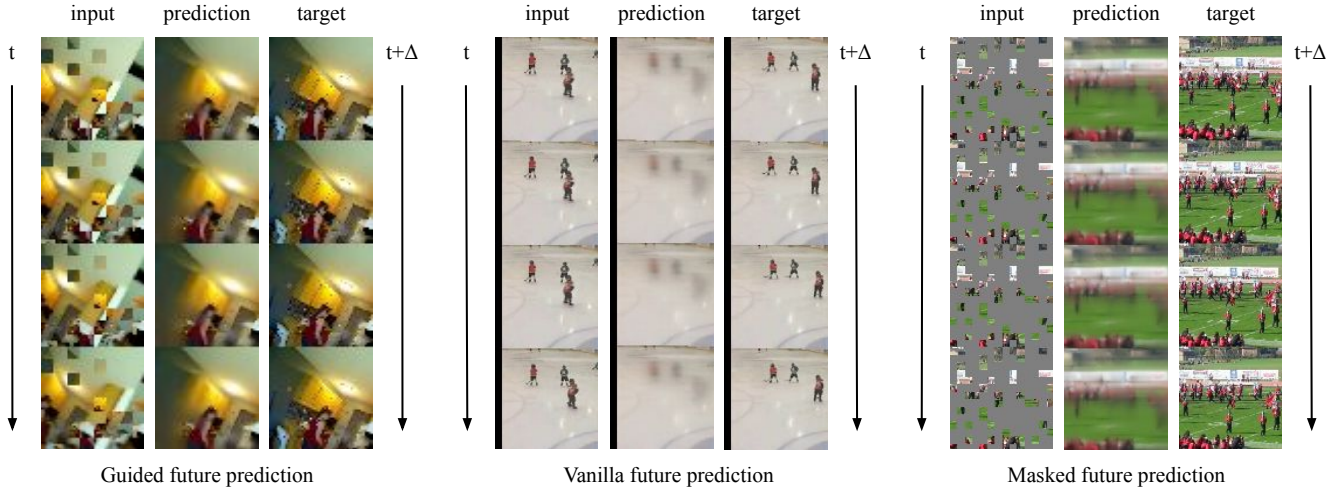 input prediction target
t t+Δ
Guided future prediction
input prediction target
t t+Δ
Vanilla future prediction
input prediction target
t t+Δ
Masked future prediction